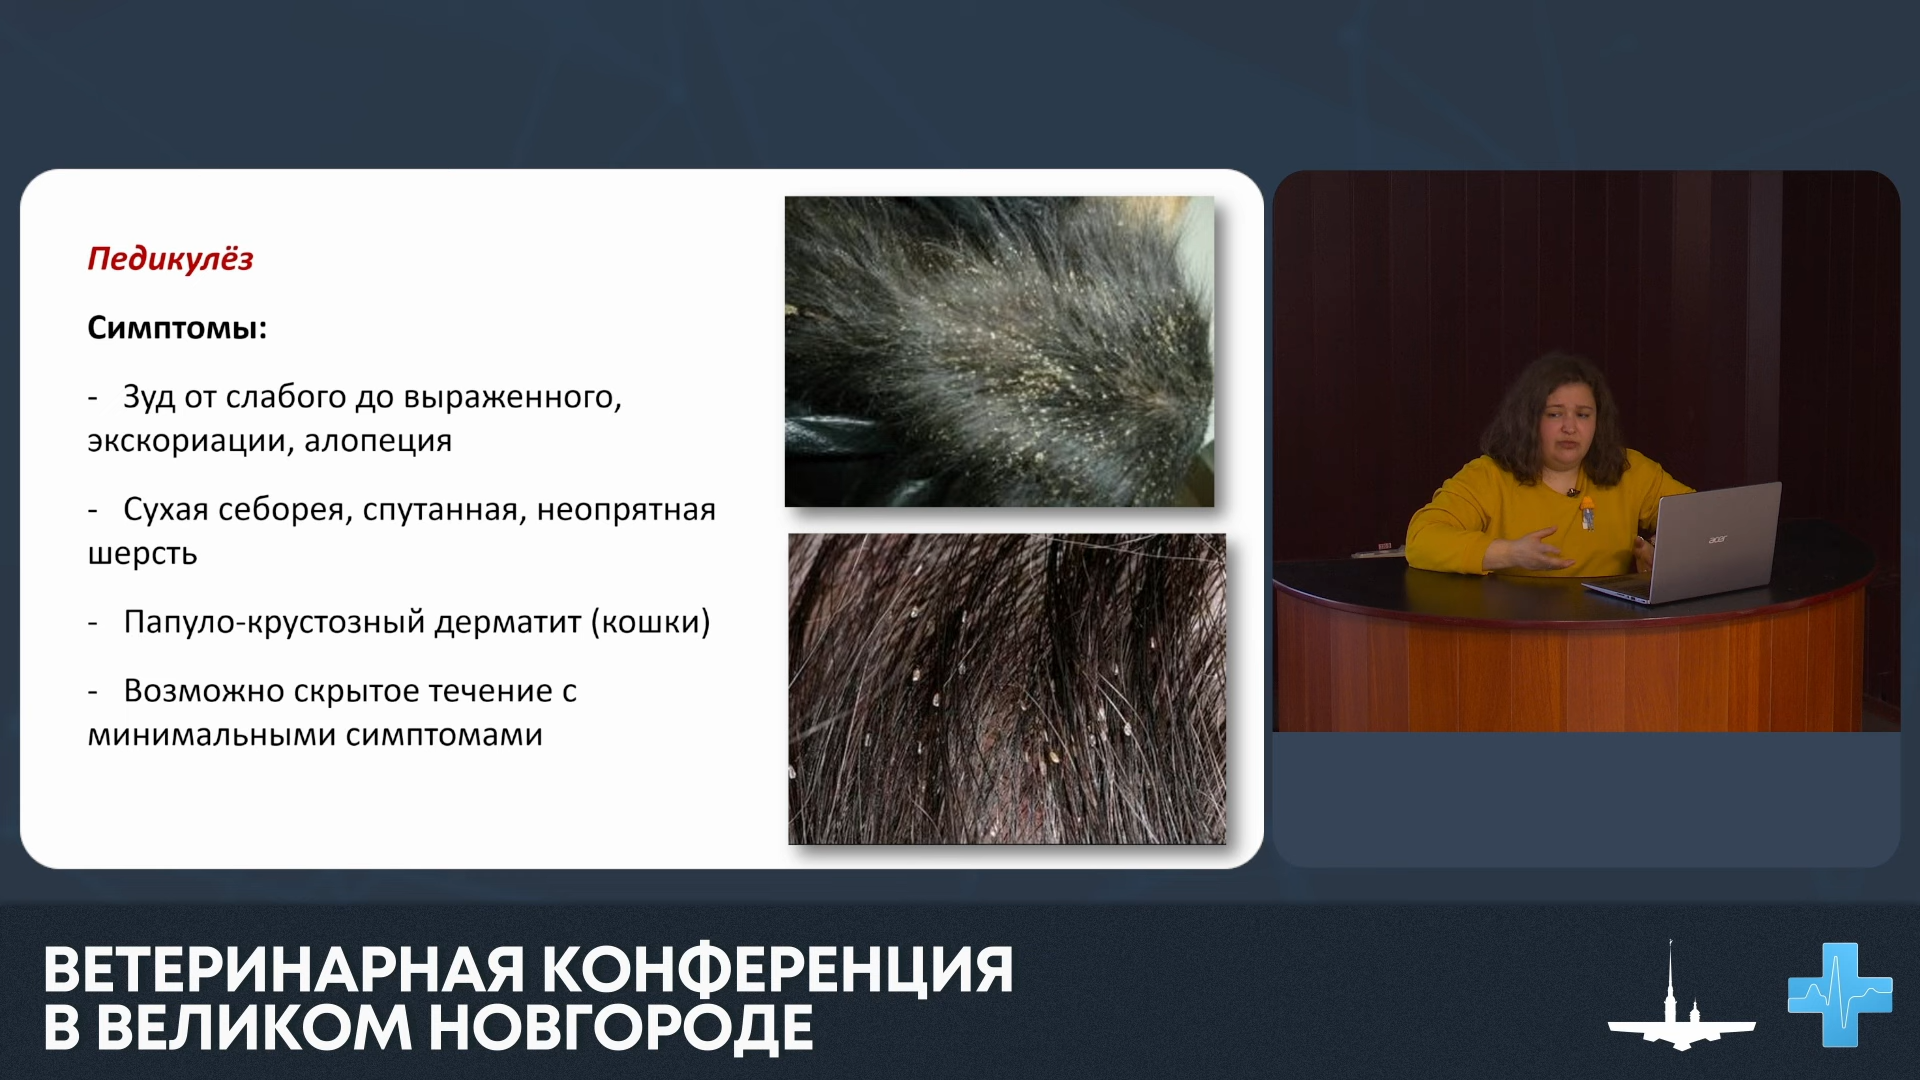 Педикулёз
Симптомы:
- Зуд от слабого до выраженного,
экскориации, алопеция
- Сухая себорея, спутанная, неопрятная
шерсть
- Папуло-крустозный дерматит (кошки)
- Возможно скрытое течение с
минимальными симптомами
acer
ВЕТЕРИНАРНАЯ КОНФЕРЕНЦИЯ
В ВЕЛИКОМ НОВГОРОДЕ